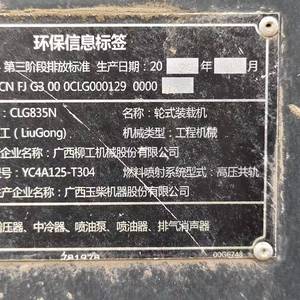 环保信息标签
第三阶段排放标准 生产日期:20 年 月
CN FJ G3 00 0CLG000129 0000
: CLG835N 名称:轮式装载机
工(LiuGong) 机械类型:工程机械
企业名称:广西柳工机械股份有限公司
号:YC4A125-T304 燃料喷射系统型式:高压共轨
生产企业名称:广西玉柴机器股份有限公司
增压器、中冷器、喷油泵、喷油器、排气消声器
781978